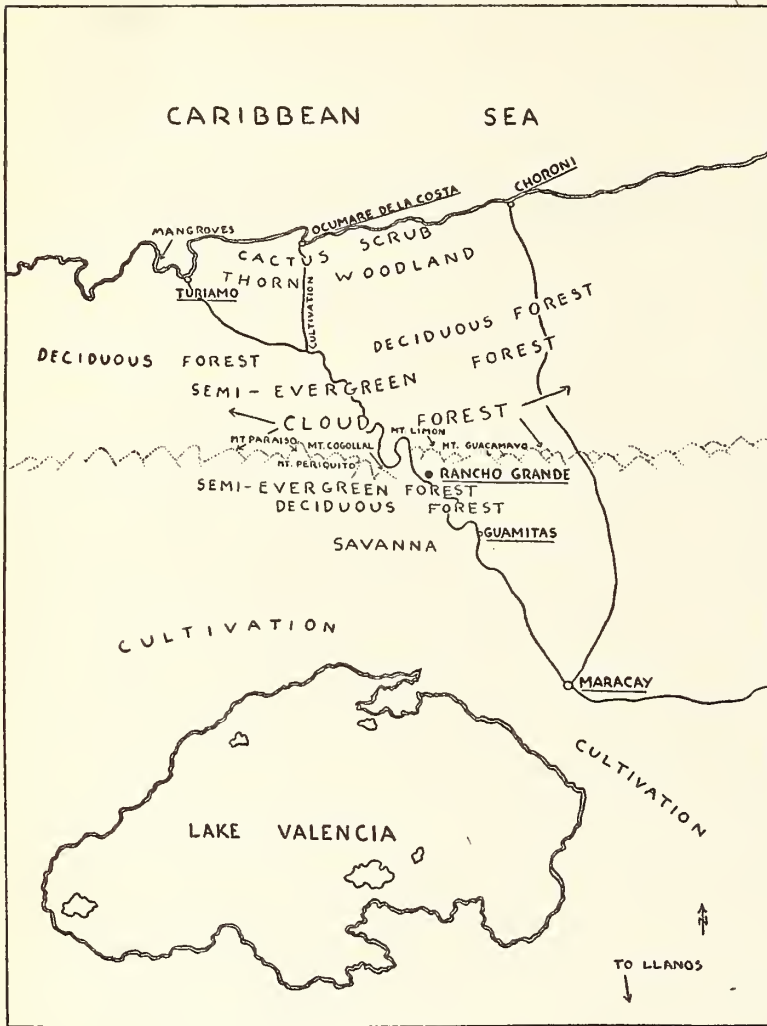 CARIBBEAN SEA
CHORONI
OCUMARE DE LA COSTA
MANGROVES
CACTUS SCRUB
THORN WOODLAND
TURIAMO
CULTIVATION
DECIDUOUS FOREST
DECIDUOUS FOREST
SEMI-EVERGREEN FOREST
CLOUD FOREST
MT. LIMON
MT PARAISO
MT. COGOLLAL
MT. GUACAMAYO
MT. PERIQUITO
RANCHO GRANDE
SEMI-EVERGREEN FOREST
DECIDUOUS FOREST
GUAMITAS
SAVANNA
CULTIVATION
MARACAY
CULTIVATION
LAKE VALENCIA
N
TO LLANOS